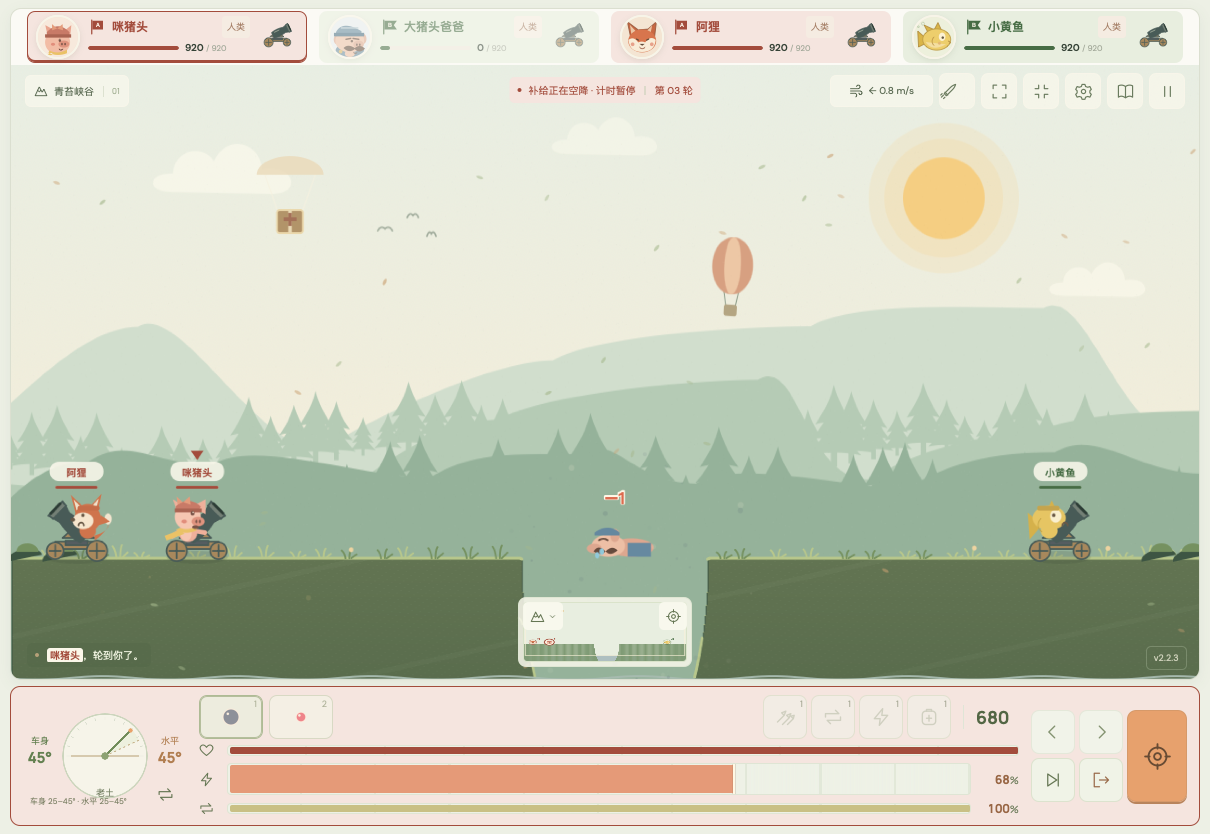 A 咪猪头 人类
920 / 920
B 大猪头爸爸 人类
0 / 920
A 阿狸 人类
920 / 920
B 小黄鱼 人类
920 / 920
青苔峡谷 01
补给正在空降 · 计时暂停 第 03 轮
← 0.8 m/s
阿狸
咪猪头
小黄鱼
—1
咪猪头，轮到你了。
v2.2.3
1
2
1
1
1
1
680
车身
45°
水平
45°
老土
车身 25–45° · 水平 25–45°
68%
100%